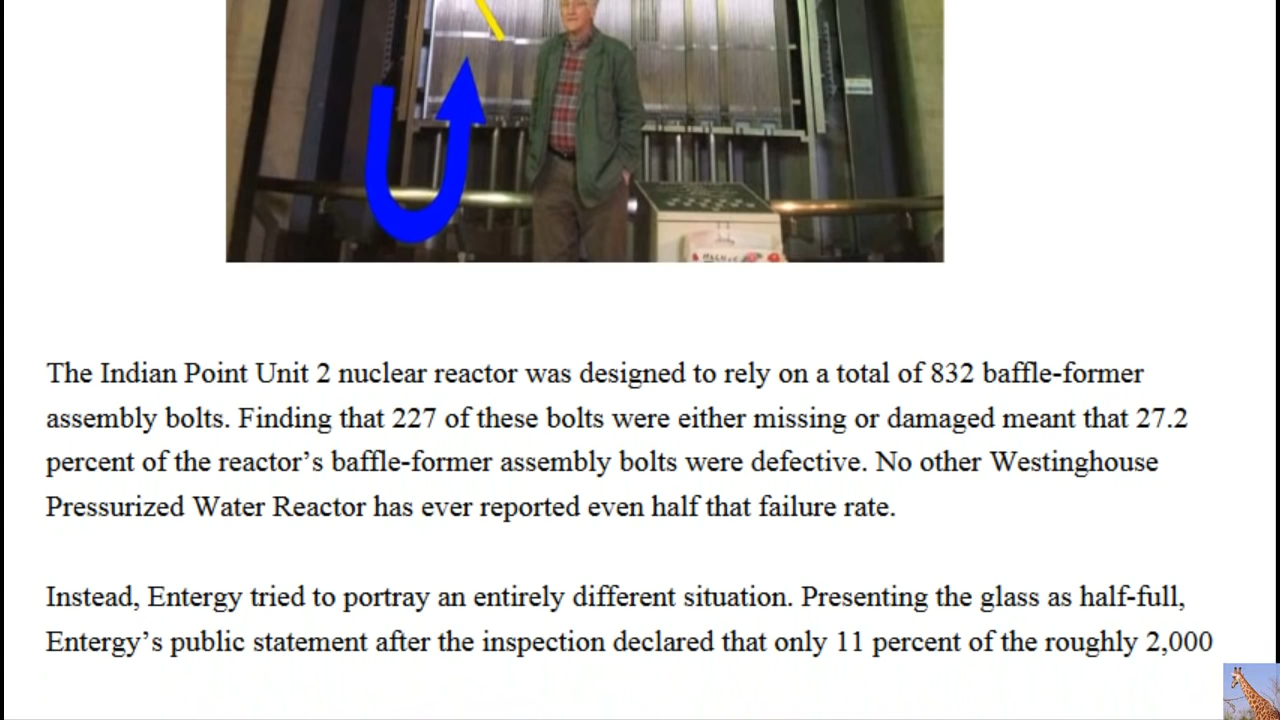 The Indian Point Unit 2 nuclear reactor was designed to rely on a total of 832 baffle-former
assembly bolts. Finding that 227 of these bolts were either missing or damaged meant that 27.2
percent of the reactor’s baffle-former assembly bolts were defective. No other Westinghouse
Pressurized Water Reactor has ever reported even half that failure rate.
Instead, Entergy tried to portray an entirely different situation. Presenting the glass as half-full,
Entergy’s public statement after the inspection declared that only 11 percent of the roughly 2,000